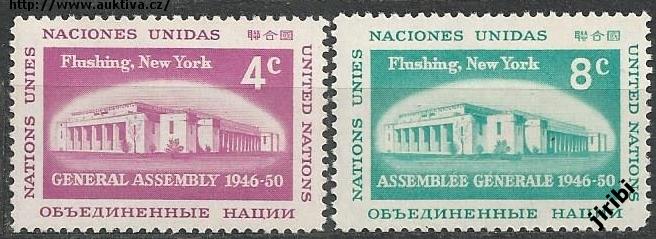 http://www.auktiva.cz/
NACIONES UNIDAS 聯合國
NATIONS UNIES
Flushing, New York 4c
GENERAL ASSEMBLY 1946-50
UNITED NATIONS
ОБЪЕДИНЕННЫЕ НАЦИИ
NACIONES UNIDAS 聯合國
NATIONS UNIES
Flushing, New York 8c
ASSEMBLÉE GENERALE 1946-50
UNITED NATIONS
ОБЪЕДИНЕННЫЕ НАЦИИ
jiribi